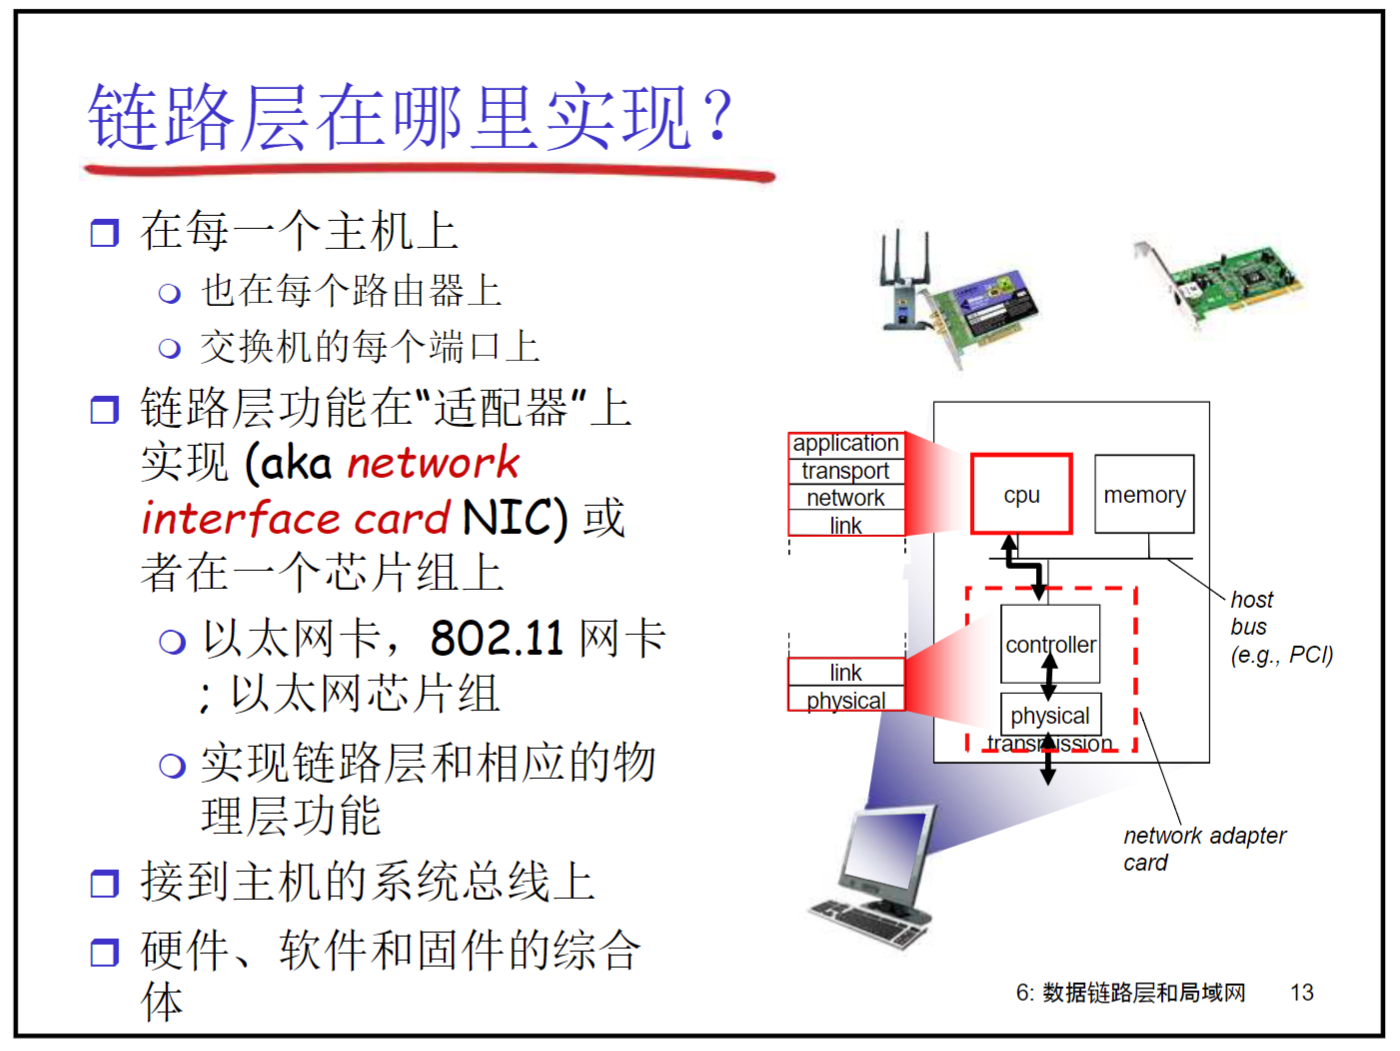 链路层在哪里实现？
在每一个主机上
也在每个路由器上
交换机的每个端口上
链路层功能在“适配器”上
实现 (aka network
interface card NIC) 或
者在一个芯片组上
以太网卡，802.11 网卡
; 以太网芯片组
实现链路层和相应的物
理层功能
接到主机的系统总线上
硬件、软件和固件的综合
体
application
transport
network
link
cpu
memory
host
bus
(e.g., PCI)
controller
link
physical
physical
transmission
network adapter
card
6: 数据链路层和局域网
13